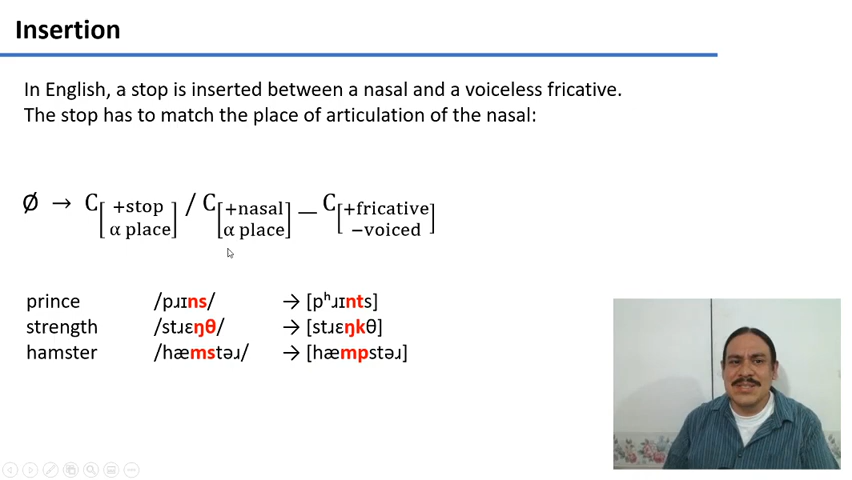 Insertion
In English, a stop is inserted between a nasal and a voiceless fricative.
The stop has to match the place of articulation of the nasal:
Ø → C[+stop α place] / C[+nasal α place] — C[+fricative −voiced]
prince /pɹɪns/ → [pʰɹɪnts]
strength /stɹɛŋθ/ → [stɹɛŋkθ]
hamster /hæmstəɹ/ → [hæmpstəɹ]